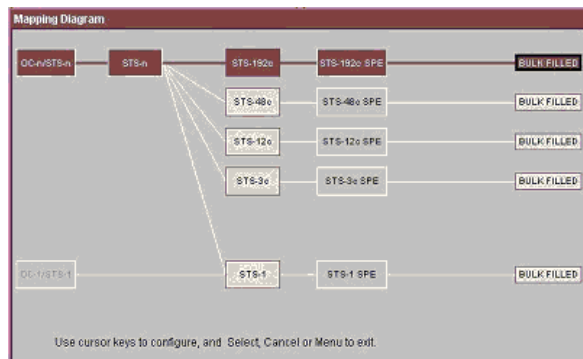 Mapping Diagram
OC-n/STS-n STS-n STS-192c STS-192c SPE BULK FILLED
STS-48c STS-48c SPE BULK FILLED
STS-12c STS-12c SPE BULK FILLED
STS-3c STS-3c SPE BULK FILLED
OC-1/STS-1 STS-1 STS-1 SPE BULK FILLED
Use cursor keys to configure, and Select, Cancel or Menu to exit.